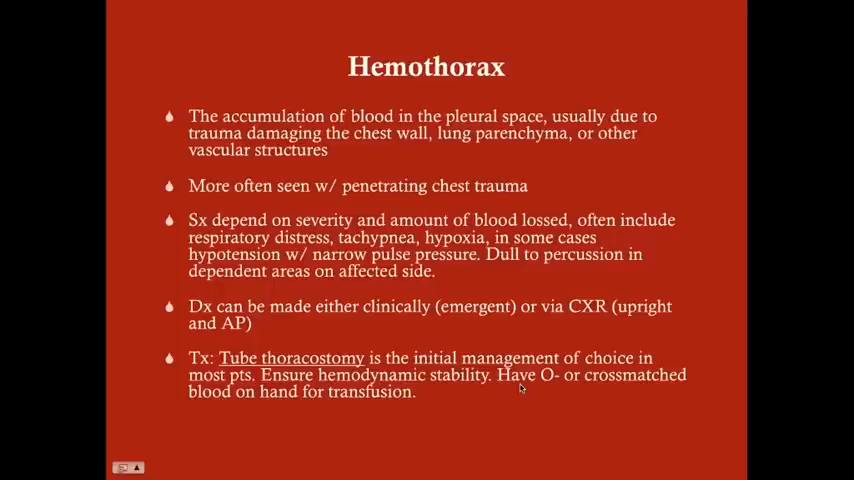 Hemothorax
The accumulation of blood in the pleural space, usually due to
trauma damaging the chest wall, lung parenchyma, or other
vascular structures
More often seen w/ penetrating chest trauma
Sx depend on severity and amount of blood lossed, often include
respiratory distress, tachypnea, hypoxia, in some cases
hypotension w/ narrow pulse pressure. Dull to percussion in
dependent areas on affected side.
Dx can be made either clinically (emergent) or via CXR (upright
and AP)
Tx: Tube thoracostomy is the initial management of choice in
most pts. Ensure hemodynamic stability. Have O- or crossmatched
blood on hand for transfusion.